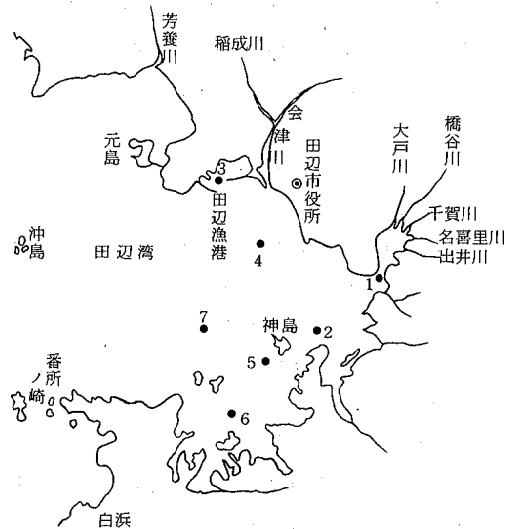 芳養川
稲成川
会津川
田辺市役所
大戸川
橋谷川
千賀川
名喜里川
出井川
元島
3
田辺漁港
沖島
田辺湾
4
1
7
神島
2
5
番所ノ崎
6
白浜